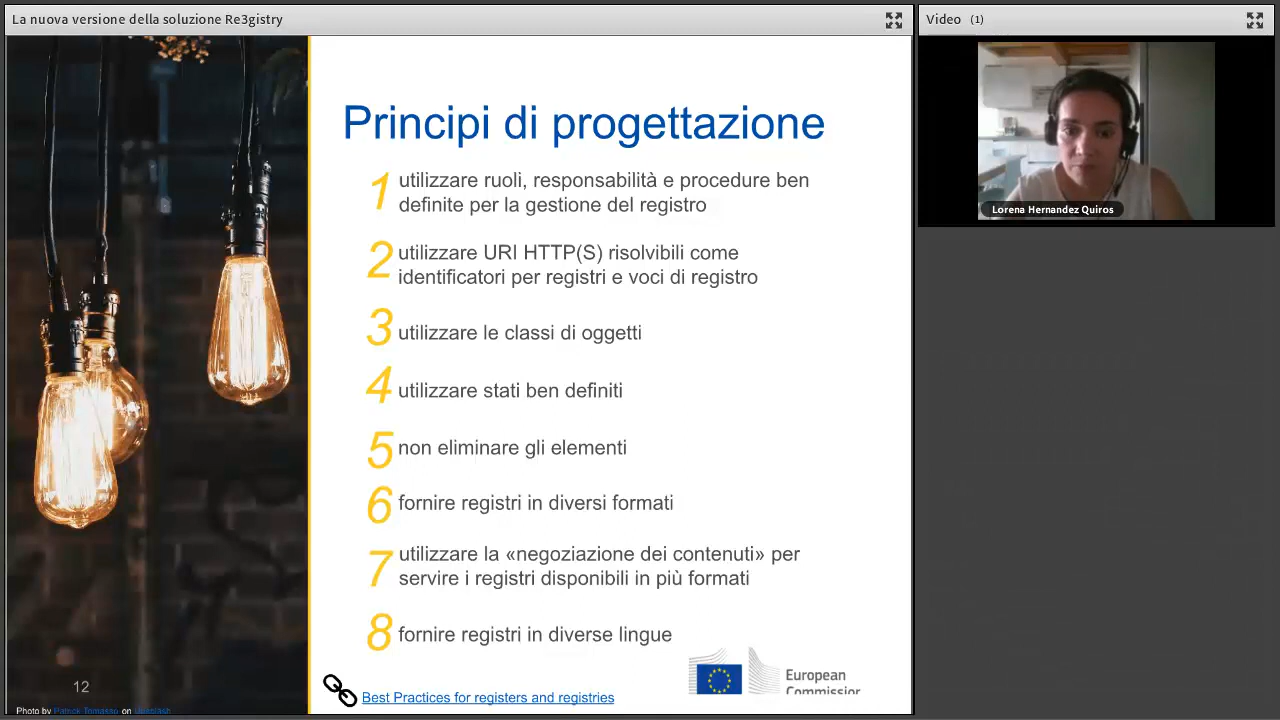 La nuova versione della soluzione Re3gistry
Video (1)
Principi di progettazione
1 utilizzare ruoli, responsabilità e procedure ben
definite per la gestione del registro
2 utilizzare URI HTTP(S) risolvibili come
identificatori per registri e voci di registro
3 utilizzare le classi di oggetti
4 utilizzare stati ben definiti
5 non eliminare gli elementi
6 fornire registri in diversi formati
7 utilizzare la «negoziazione dei contenuti» per
servire i registri disponibili in più formati
8 fornire registri in diverse lingue
Best Practices for registers and registries
European
Commission
12
Photo by Patrick Tomasso on Unsplash
Lorena Hernandez Quiros